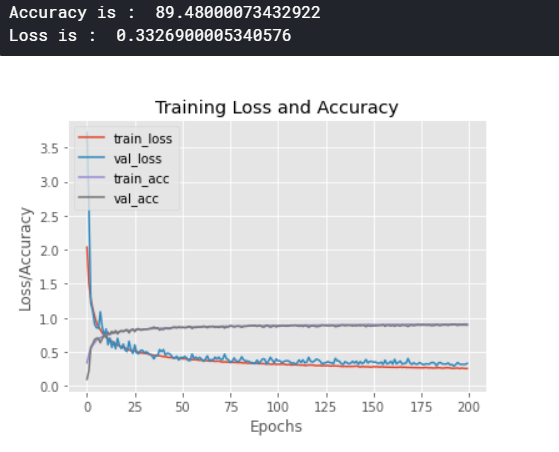 Accuracy is :  89.48000073432922
Loss is :  0.3326900005340576
Training Loss and Accuracy
train_loss
val_loss
train_acc
val_acc
Loss/Accuracy
3.5
3.0
2.5
2.0
1.5
1.0
0.5
0.0
0 25 50 75 100 125 150 175 200
Epochs